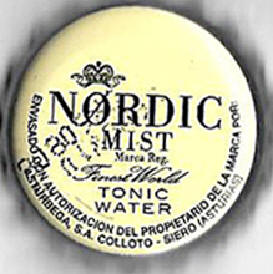 NØRDIC
MIST
Marca Reg.
Finest World
TONIC
WATER
ENVASADO CON AUTORIZACION DEL PROPIETARIO DE LA MARCA POR:
ASTURBEGA, S.A. COLLOTO - SIERO (ASTURIAS)